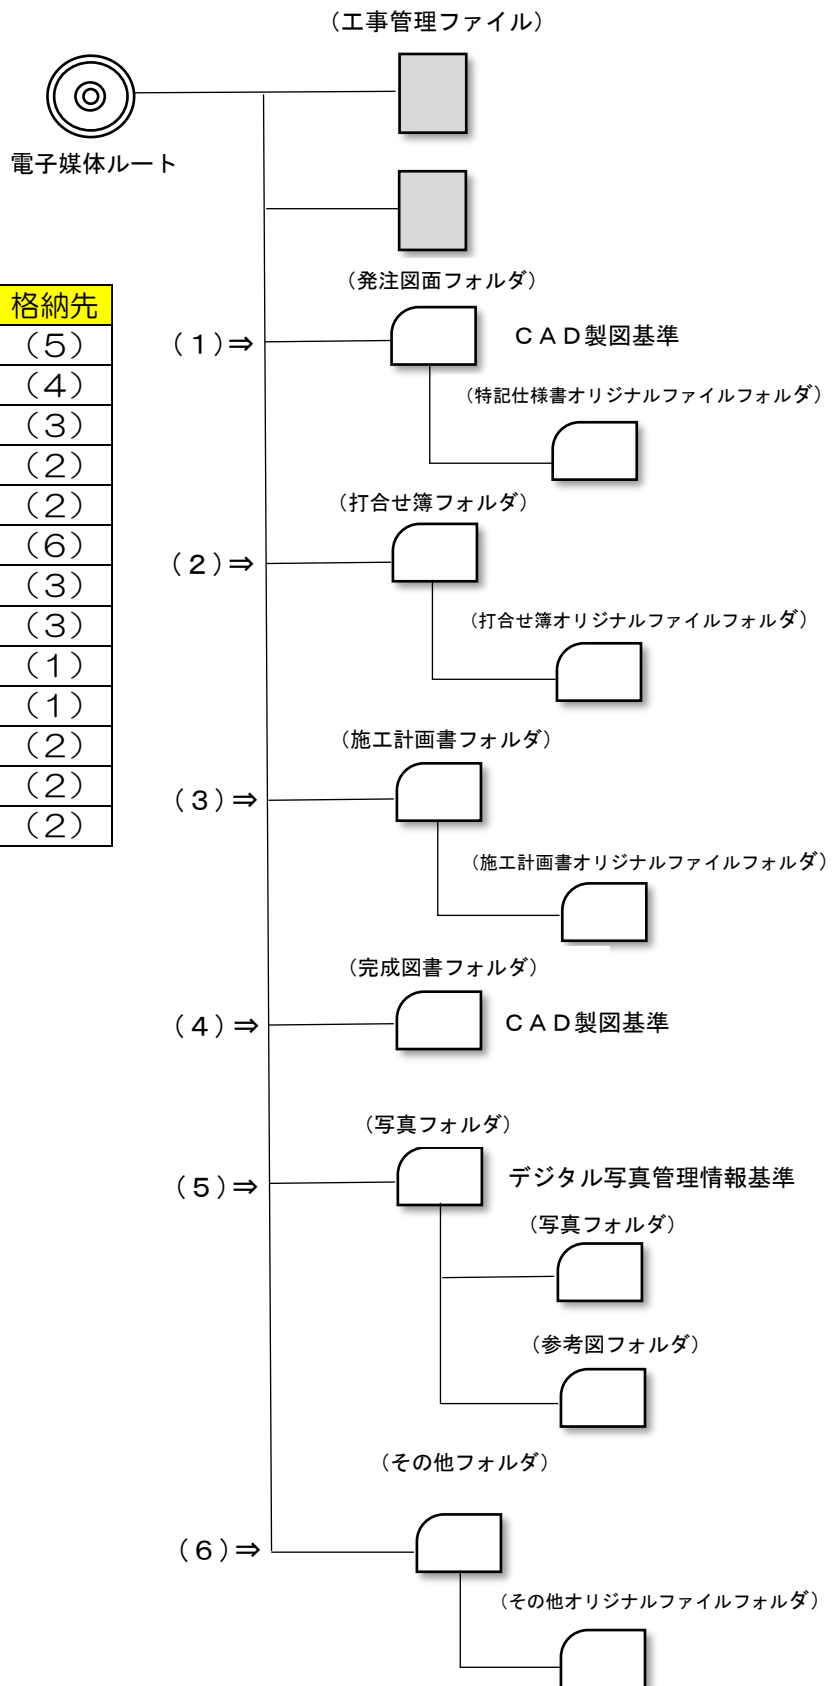 （工事管理ファイル）
電子媒体ルート
（発注図面フォルダ）
（１）⇒
ＣＡＤ製図基準
（特記仕様書オリジナルファイルフォルダ）
（打合せ簿フォルダ）
（２）⇒
（打合せ簿オリジナルファイルフォルダ）
（施工計画書フォルダ）
（３）⇒
（施工計画書オリジナルファイルフォルダ）
（完成図書フォルダ）
（４）⇒
ＣＡＤ製図基準
（写真フォルダ）
（５）⇒
デジタル写真管理情報基準
（写真フォルダ）
（参考図フォルダ）
（その他フォルダ）
（６）⇒
（その他オリジナルファイルフォルダ）
格納先
（５）
（４）
（３）
（２）
（２）
（６）
（３）
（３）
（１）
（１）
（２）
（２）
（２）